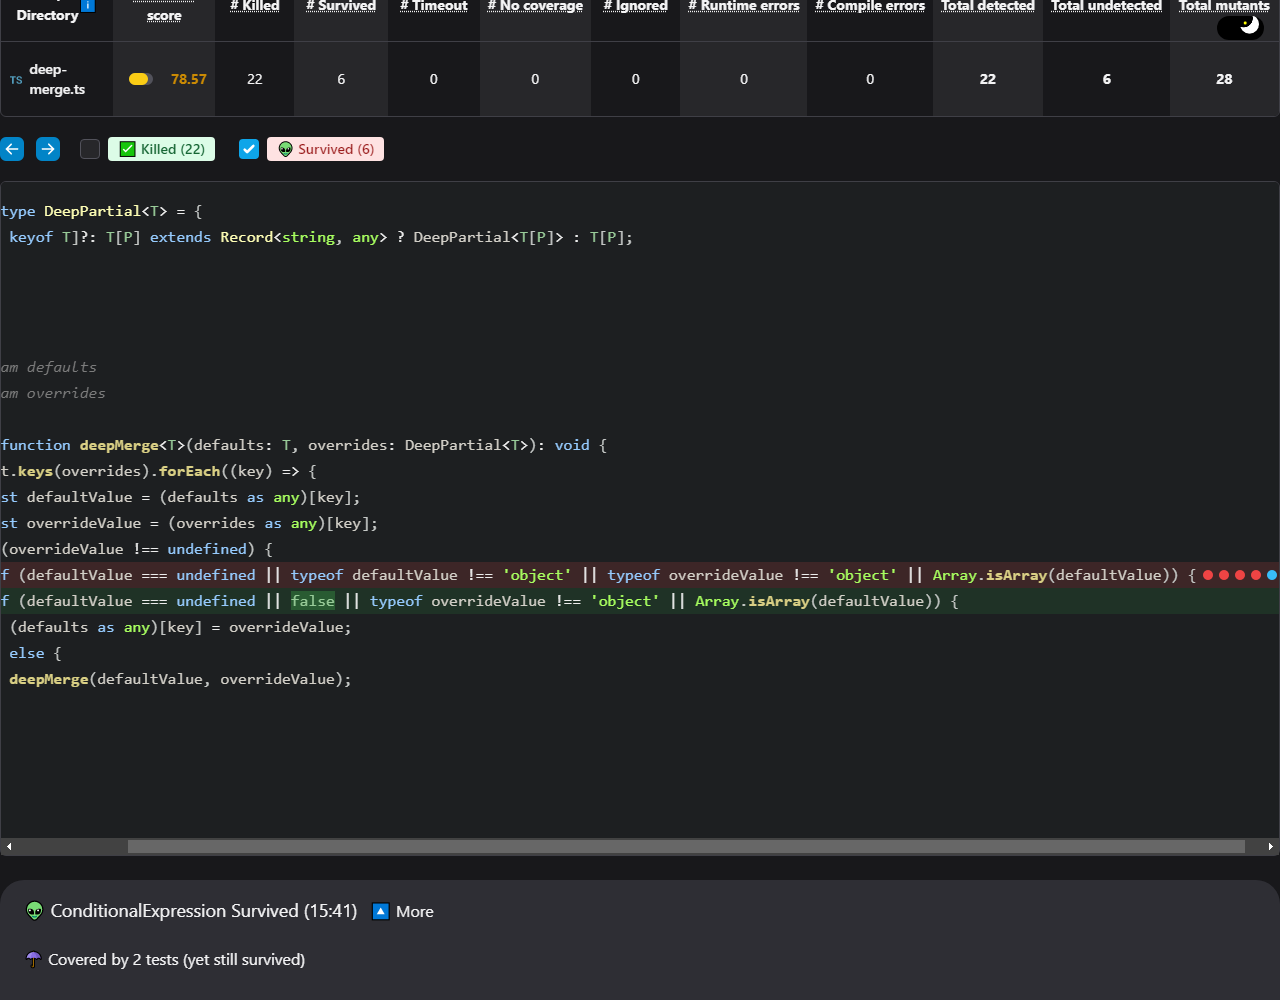 Directory i
score
# Killed
# Survived
# Timeout
# No coverage
# Ignored
# Runtime errors
# Compile errors
Total detected
Total undetected
Total mutants
TS deep-
merge.ts
78.57 22 6 0 0 0 0 0 22 6 28
Killed (22) Survived (6)
type DeepPartial<T> = {
keyof T]?: T[P] extends Record<string, any> ? DeepPartial<T[P]> : T[P];
am defaults
am overrides
function deepMerge<T>(defaults: T, overrides: DeepPartial<T>): void {
t.keys(overrides).forEach((key) => {
st defaultValue = (defaults as any)[key];
st overrideValue = (overrides as any)[key];
(overrideValue !== undefined) {
f (defaultValue === undefined || typeof defaultValue !== 'object' || typeof overrideValue !== 'object' || Array.isArray(defaultValue)) {
f (defaultValue === undefined || false || typeof overrideValue !== 'object' || Array.isArray(defaultValue)) {
(defaults as any)[key] = overrideValue;
else {
deepMerge(defaultValue, overrideValue);
ConditionalExpression Survived (15:41) More
Covered by 2 tests (yet still survived)